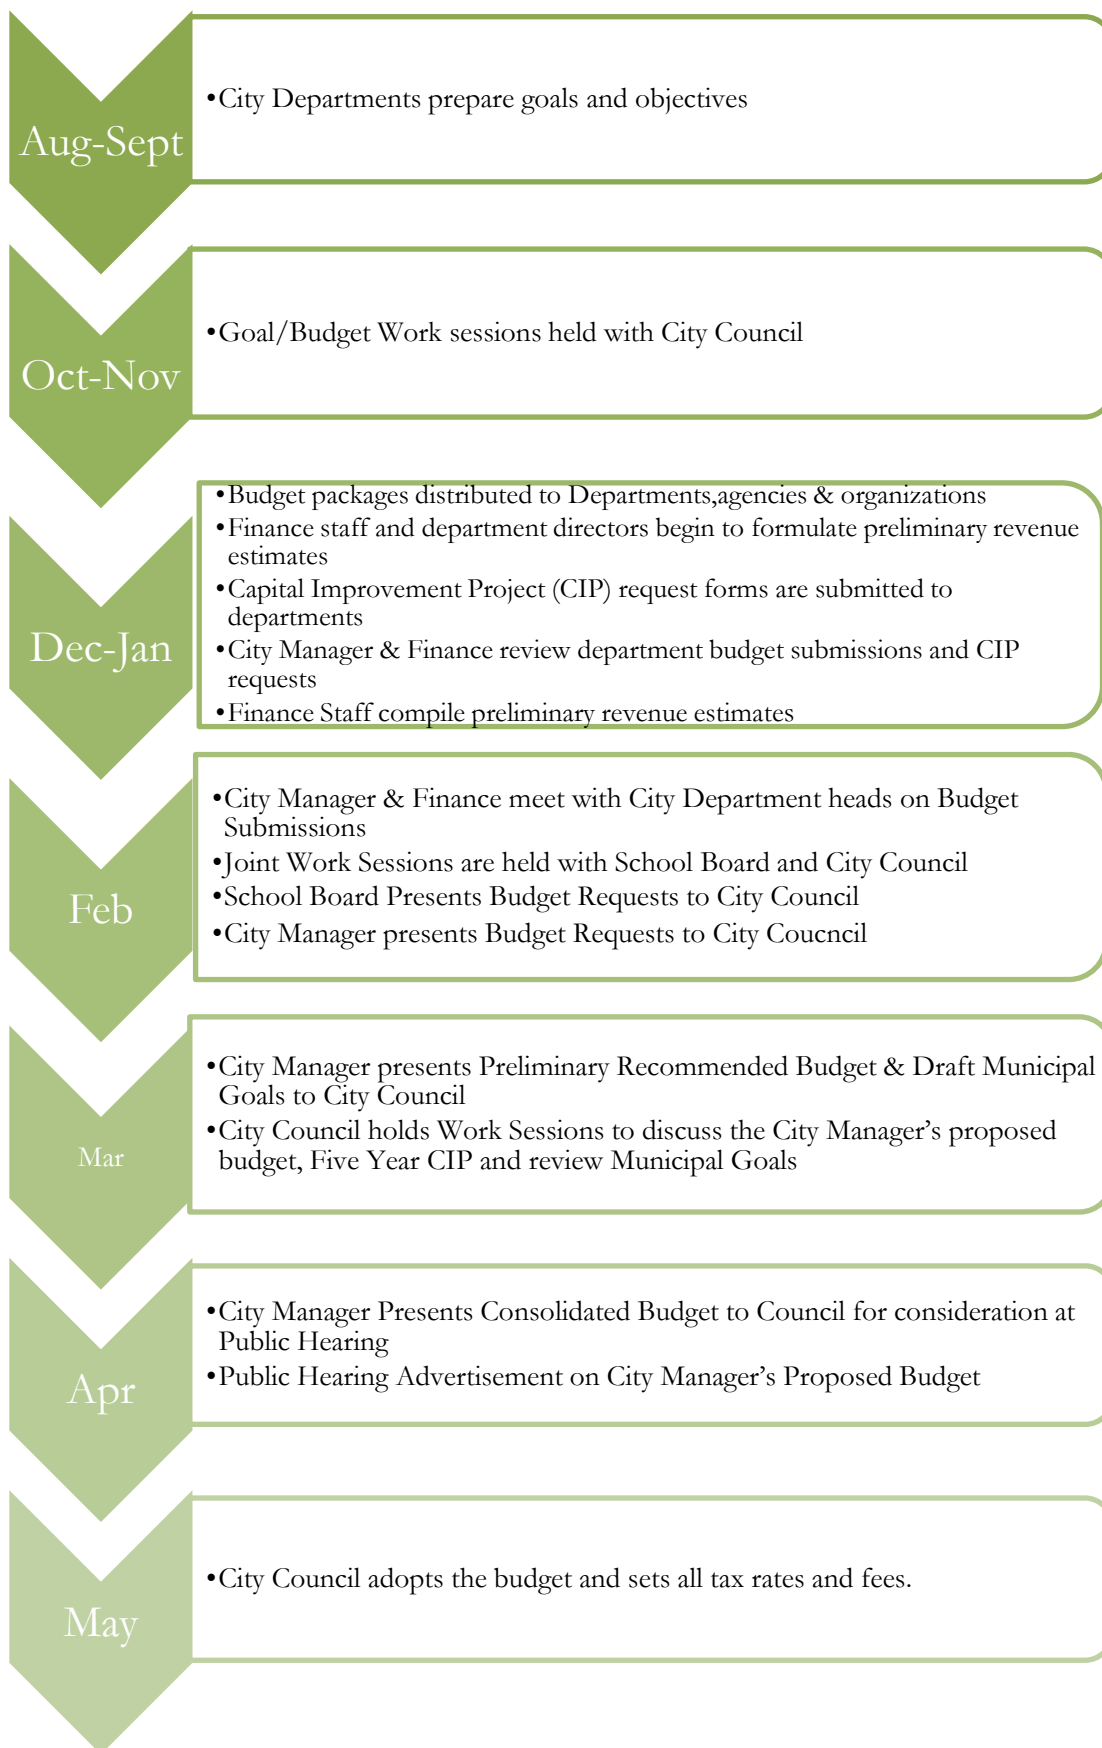 Aug-Sept
•City Departments prepare goals and objectives
Oct-Nov
•Goal/Budget Work sessions held with City Council
Dec-Jan
•Budget packages distributed to Departments,agencies & organizations
•Finance staff and department directors begin to formulate preliminary revenue
estimates
•Capital Improvement Project (CIP) request forms are submitted to
departments
•City Manager & Finance review department budget submissions and CIP
requests
•Finance Staff compile preliminary revenue estimates
Feb
•City Manager & Finance meet with City Department heads on Budget
Submissions
•Joint Work Sessions are held with School Board and City Council
•School Board Presents Budget Requests to City Council
•City Manager presents Budget Requests to City Coucncil
Mar
•City Manager presents Preliminary Recommended Budget & Draft Municipal
Goals to City Council
•City Council holds Work Sessions to discuss the City Manager’s proposed
budget, Five Year CIP and review Municipal Goals
Apr
•City Manager Presents Consolidated Budget to Council for consideration at
Public Hearing
•Public Hearing Advertisement on City Manager’s Proposed Budget
May
•City Council adopts the budget and sets all tax rates and fees.